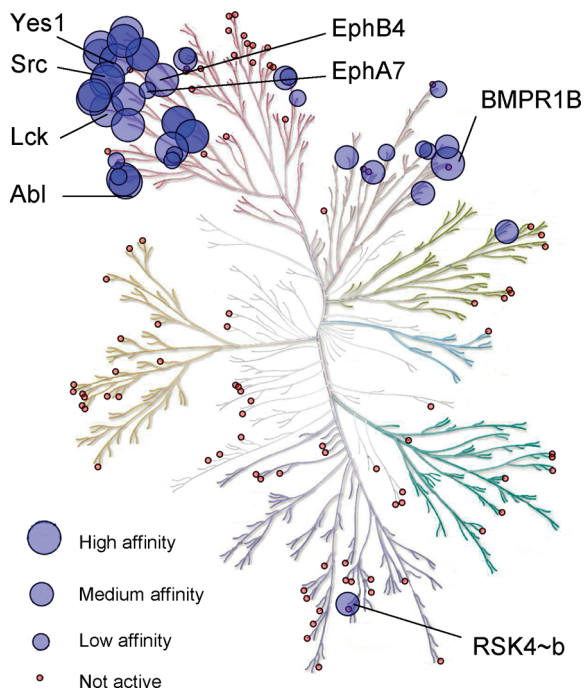 Yes1
Src
Lck
Abl
EphB4
EphA7
BMPR1B
High affinity
Medium affinity
Low affinity
Not active
RSK4~b